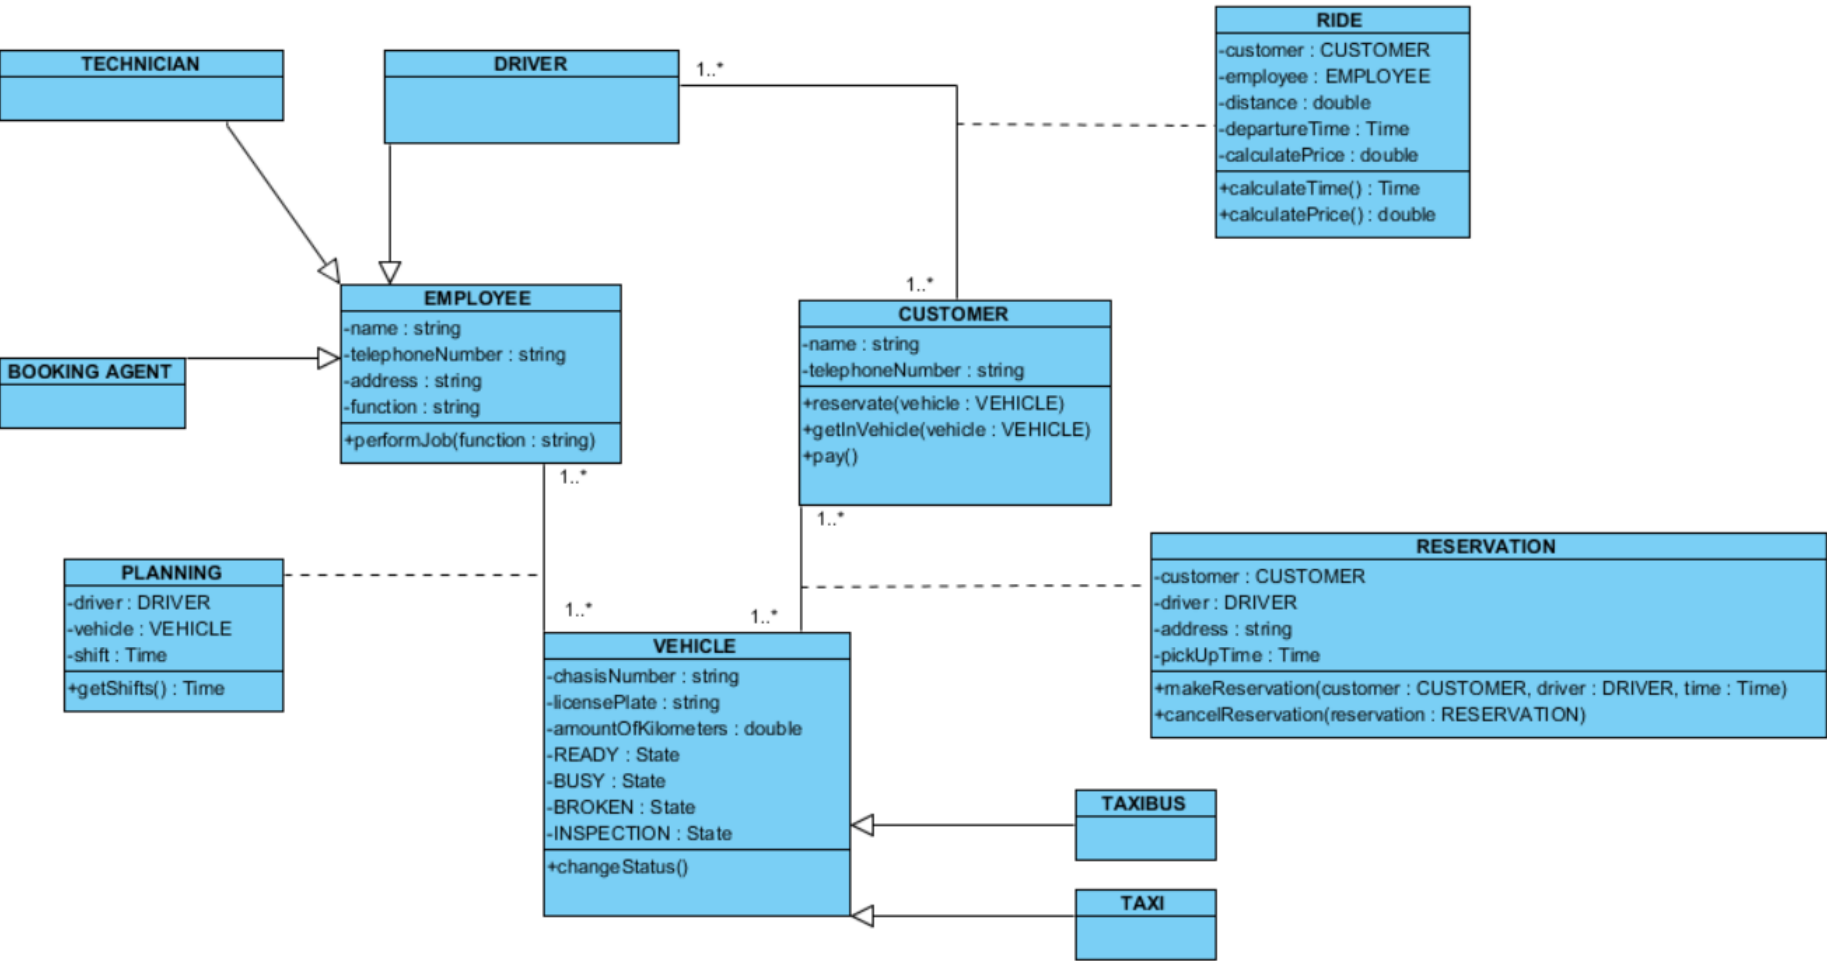 TECHNICIAN
DRIVER
1..*
RIDE
-customer : CUSTOMER
-employee : EMPLOYEE
-distance : double
-departureTime : Time
-calculatePrice : double
+calculateTime() : Time
+calculatePrice() : double
1..*
EMPLOYEE
-name : string
-telephoneNumber : string
-address : string
-function : string
+performJob(function : string)
1..*
CUSTOMER
-name : string
-telephoneNumber : string
+reservate(vehicle : VEHICLE)
+getInVehicle(vehicle : VEHICLE)
+pay()
1..*
BOOKING AGENT
PLANNING
-driver : DRIVER
-vehicle : VEHICLE
-shift : Time
+getShifts() : Time
1..*
1..*
VEHICLE
-chasisNumber : string
-licensePlate : string
-amountOfKilometers : double
-READY : State
-BUSY : State
-BROKEN : State
-INSPECTION : State
+changeStatus()
RESERVATION
-customer : CUSTOMER
-driver : DRIVER
-address : string
-pickUpTime : Time
+makeReservation(customer : CUSTOMER, driver : DRIVER, time : Time)
+cancelReservation(reservation : RESERVATION)
TAXIBUS
TAXI